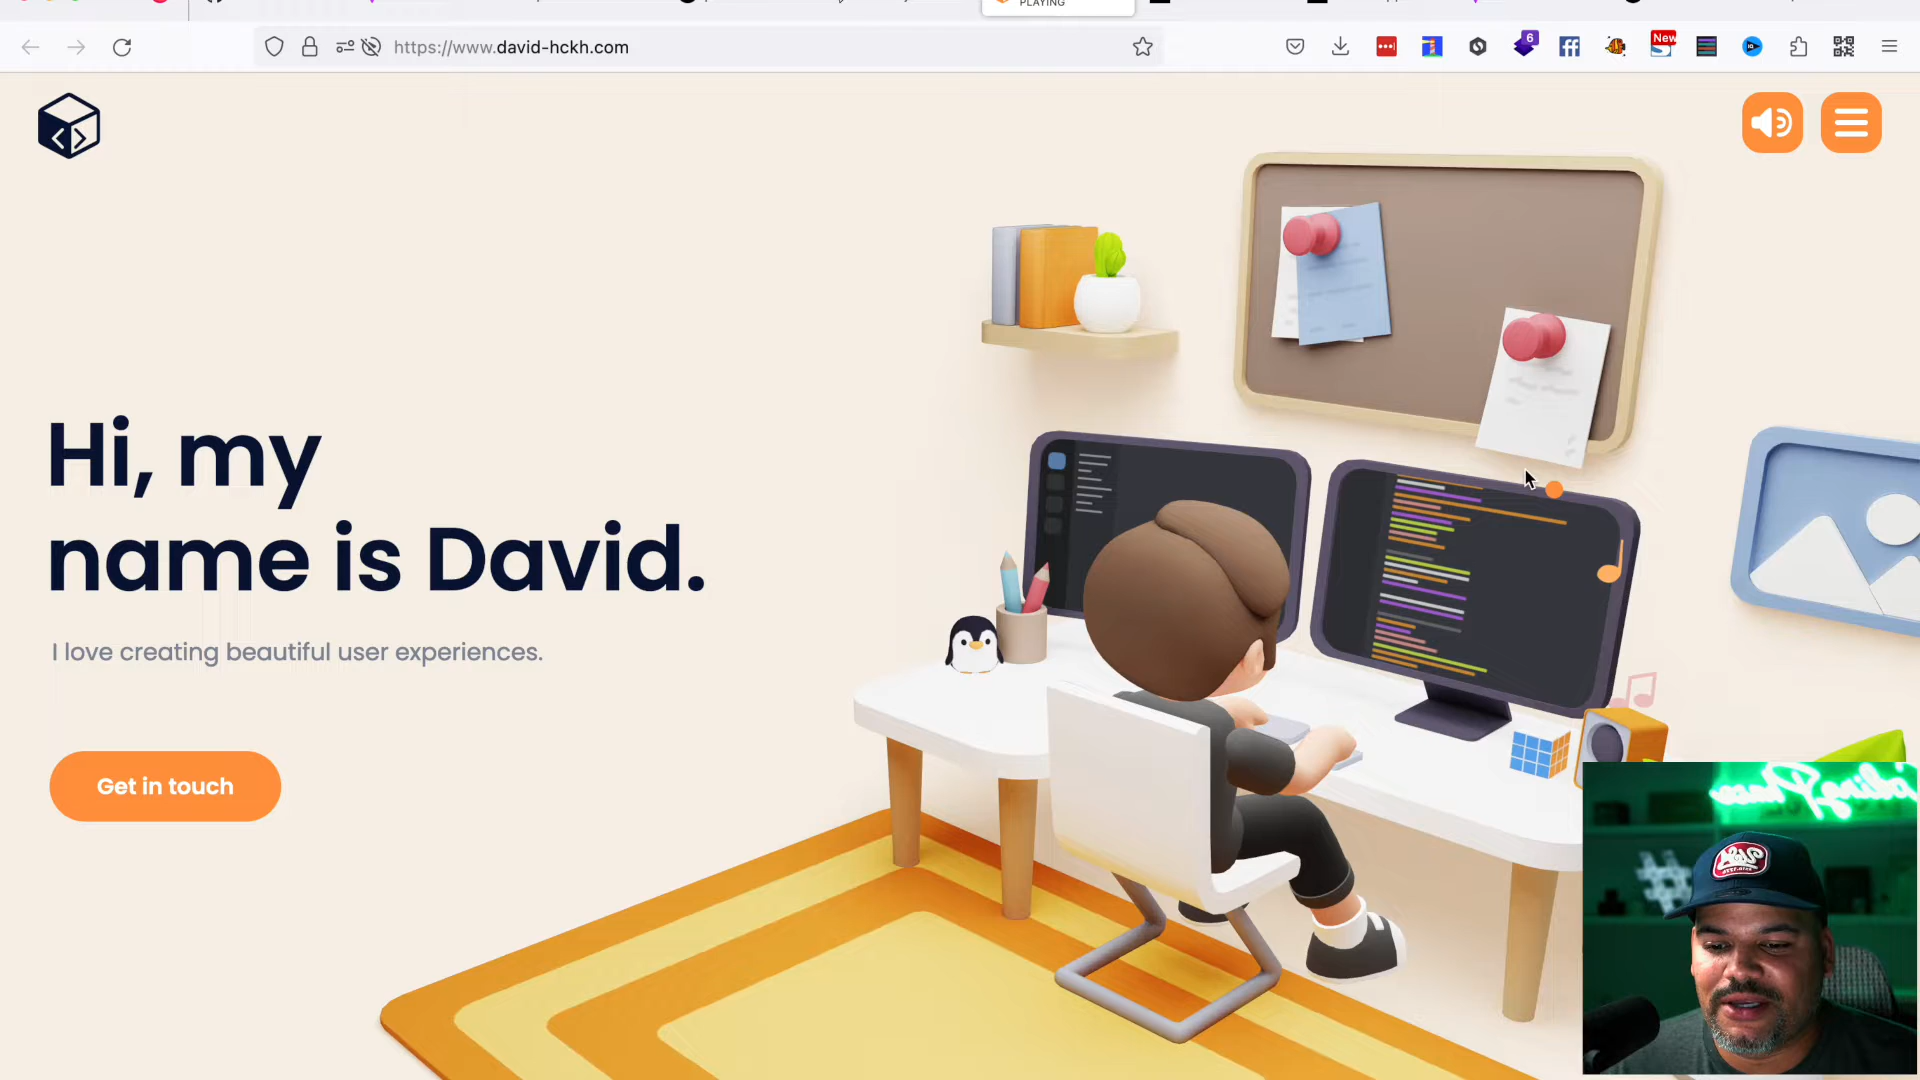 PLAYING
https://www.david-hckh.com
6
New
Hi, my
name is David.
I love creating beautiful user experiences.
Get in touch